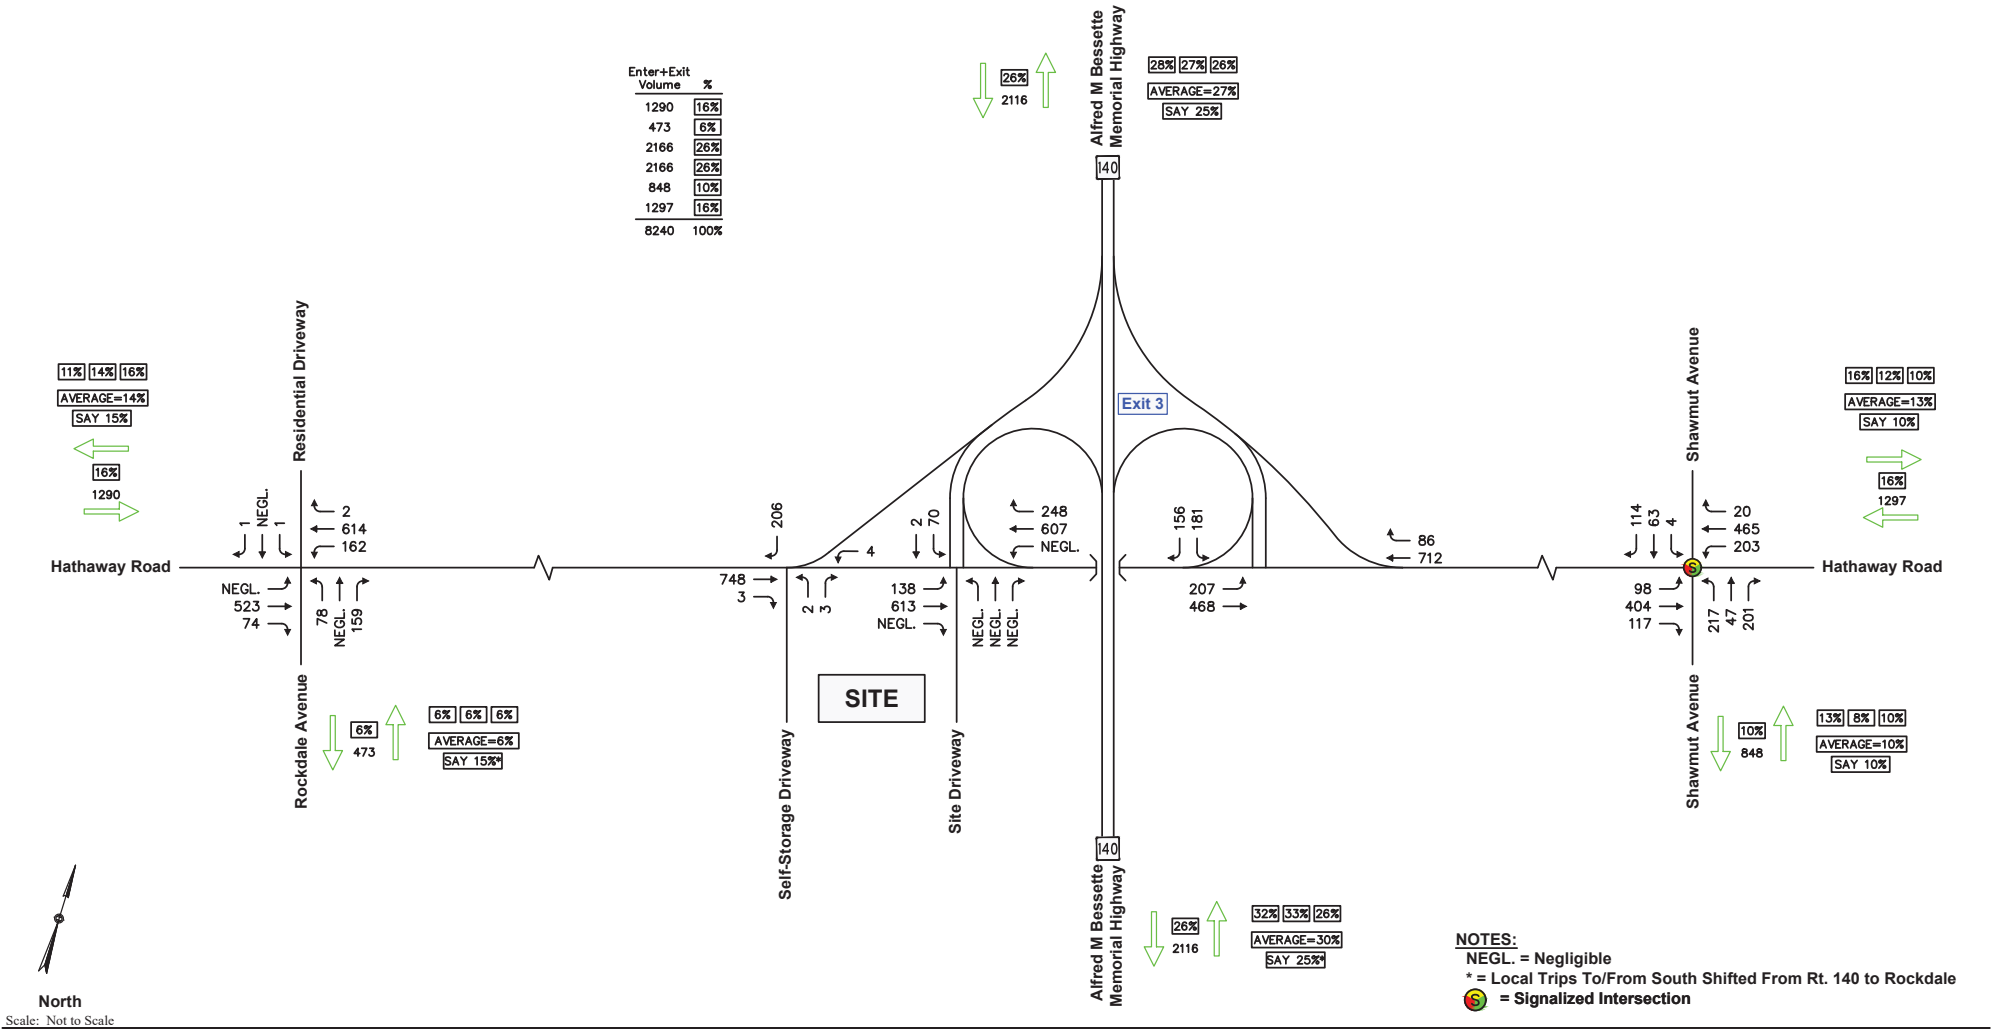 Enter+Exit
Volume %
1290 16%
473 6%
2166 26%
2166 26%
848 10%
1297 16%
8240 100%
26%
2116
Alfred M Bessette
Memorial Highway
28% 27% 26%
AVERAGE=27%
SAY 25%
140
Exit 3
11% 14% 16%
AVERAGE=14%
SAY 15%
16%
1290
Residential Driveway
1
NEGL.
1
2
614
162
Hathaway Road
NEGL.
523
74
78
NEGL.
159
Rockdale Avenue
6%
473
6% 6% 6%
AVERAGE=6%
SAY 15%*
206
4
748
3
2
3
Self-Storage Driveway
SITE
2
70
248
607
NEGL.
138
613
NEGL.
NEGL.
NEGL.
NEGL.
Site Driveway
156
181
207
468
86
712
Shawmut Avenue
114
63
4
20
465
203
S
98
404
117
217
47
201
Hathaway Road
16% 12% 10%
AVERAGE=13%
SAY 10%
16%
1297
Shawmut Avenue
10%
848
13% 8% 10%
AVERAGE=10%
SAY 10%
140
Alfred M Bessette
Memorial Highway
26%
2116
32% 33% 26%
AVERAGE=30%
SAY 25%*
NOTES:
NEGL. = Negligible
* = Local Trips To/From South Shifted From Rt. 140 to Rockdale
S = Signalized Intersection
North
Scale: Not to Scale